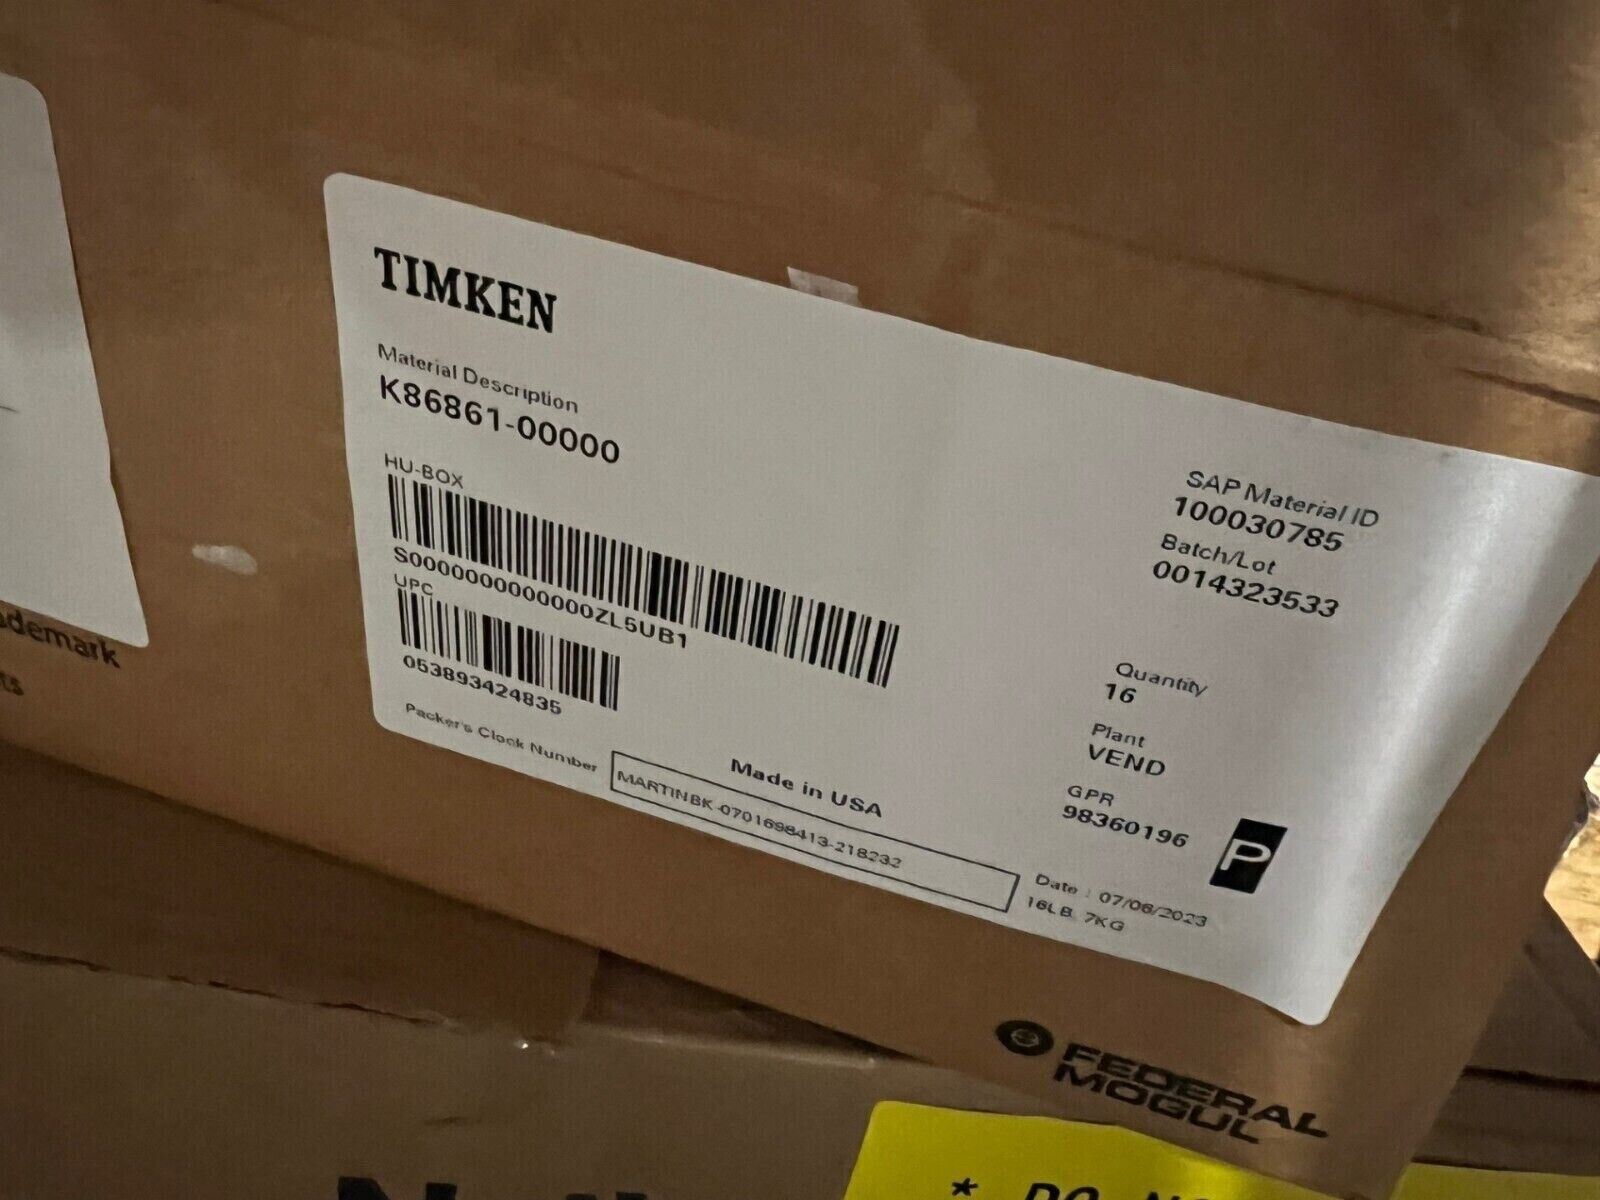 TIMKEN
Material Description
K86861-00000
HU-BOX
S0000000000000ZL5UB1
UPC
053893424835
Packer's Clock Number
MARTINBK-0701698413-218232
Made in USA
SAP Material ID
100030785
Batch/Lot
0014323533
Quantity
16
Plant
VEND
GPR
98360196
P
Date : 07/06/2023
16LB 7KG
FEDERAL
MOGUL
* DO